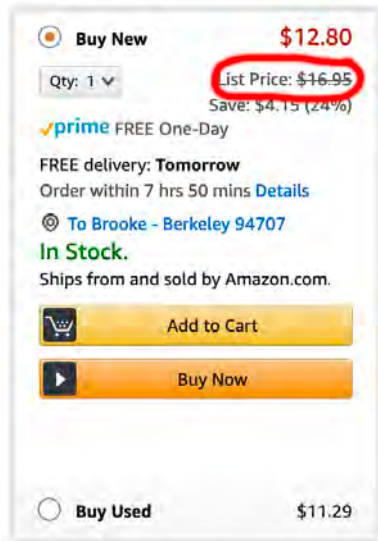 Buy New $12.80
Qty: 1 List Price: $16.95
Save: $4.15 (24%)
prime FREE One-Day
FREE delivery: Tomorrow
Order within 7 hrs 50 mins Details
To Brooke - Berkeley 94707
In Stock.
Ships from and sold by Amazon.com.
Add to Cart
Buy Now
Buy Used $11.29